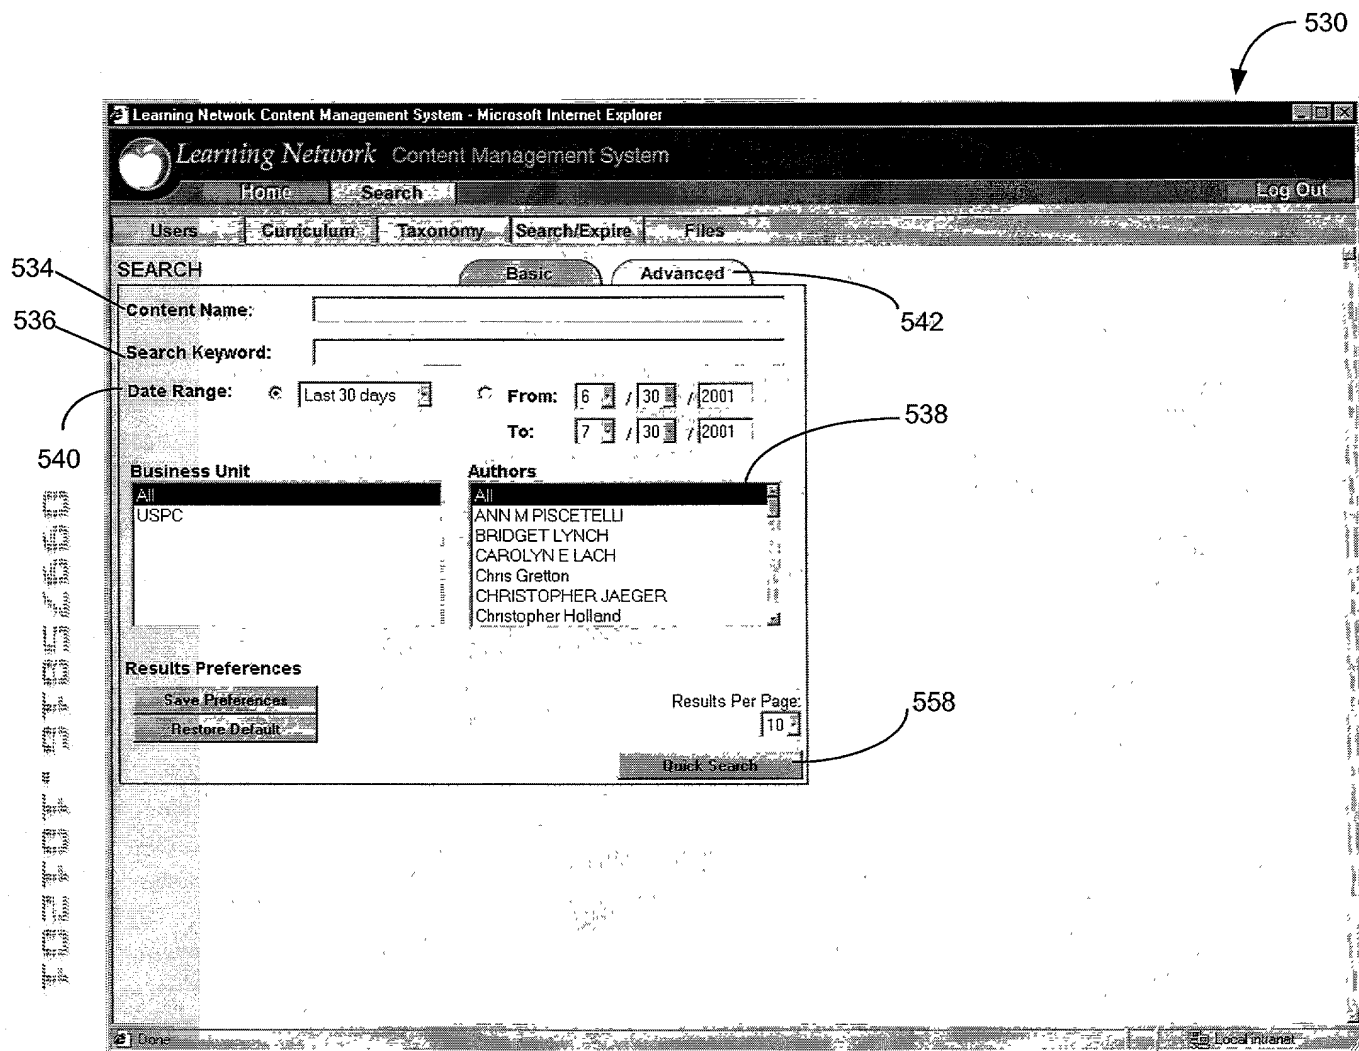 530
Learning Network Content Management System - Microsoft Internet Explorer
Learning Network Content Management System
Home Search Log Out
Users Curriculum Taxonomy Search/Expire Files
534 SEARCH Basic Advanced
Content Name: 542
536 Search Keyword:
Date Range: Last 30 days From: 6 / 30 / 2001
To: 7 / 30 / 2001 538
540
Business Unit Authors
All All
USPC ANN M PISCETELLI
BRIDGET LYNCH
CAROLYN E LACH
Chris Gretton
CHRISTOPHER JAEGER
Christopher Holland
Results Preferences
Save Preferences Results Per Page: 558
Restore Default 10
Quick Search
Done Local intranet